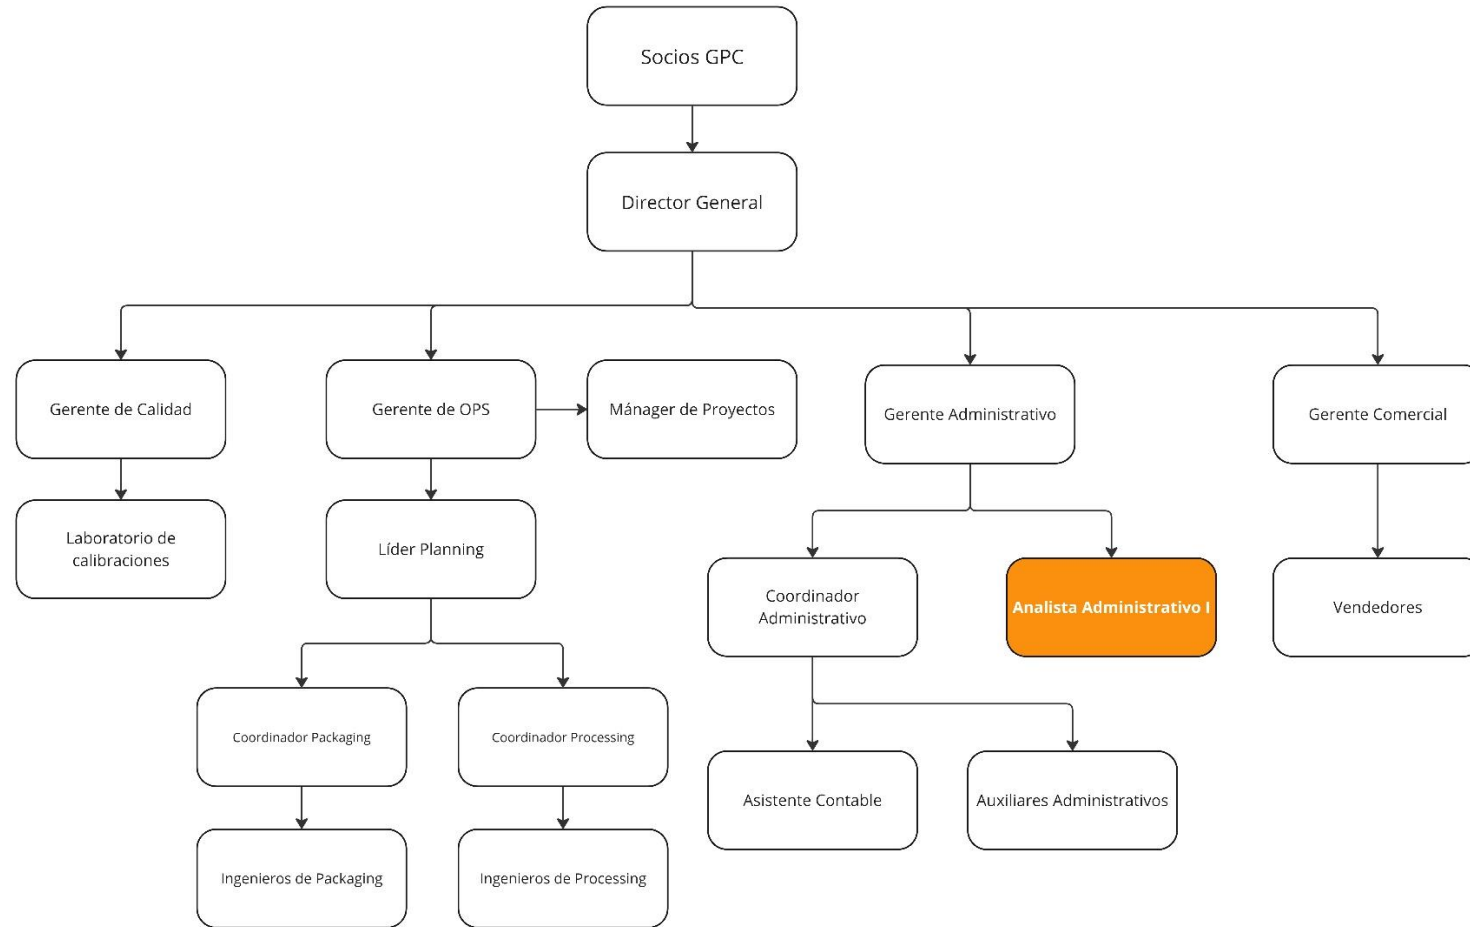 Socios GPC
Director General
Gerente de Calidad
Gerente de OPS
Mánager de Proyectos
Gerente Administrativo
Gerente Comercial
Laboratorio de
calibraciones
Líder Planning
Coordinador
Administrativo
Analista Administrativo I
Vendedores
Coordinador Packaging
Coordinador Processing
Asistente Contable
Auxiliares Administrativos
Ingenieros de Packaging
Ingenieros de Processing